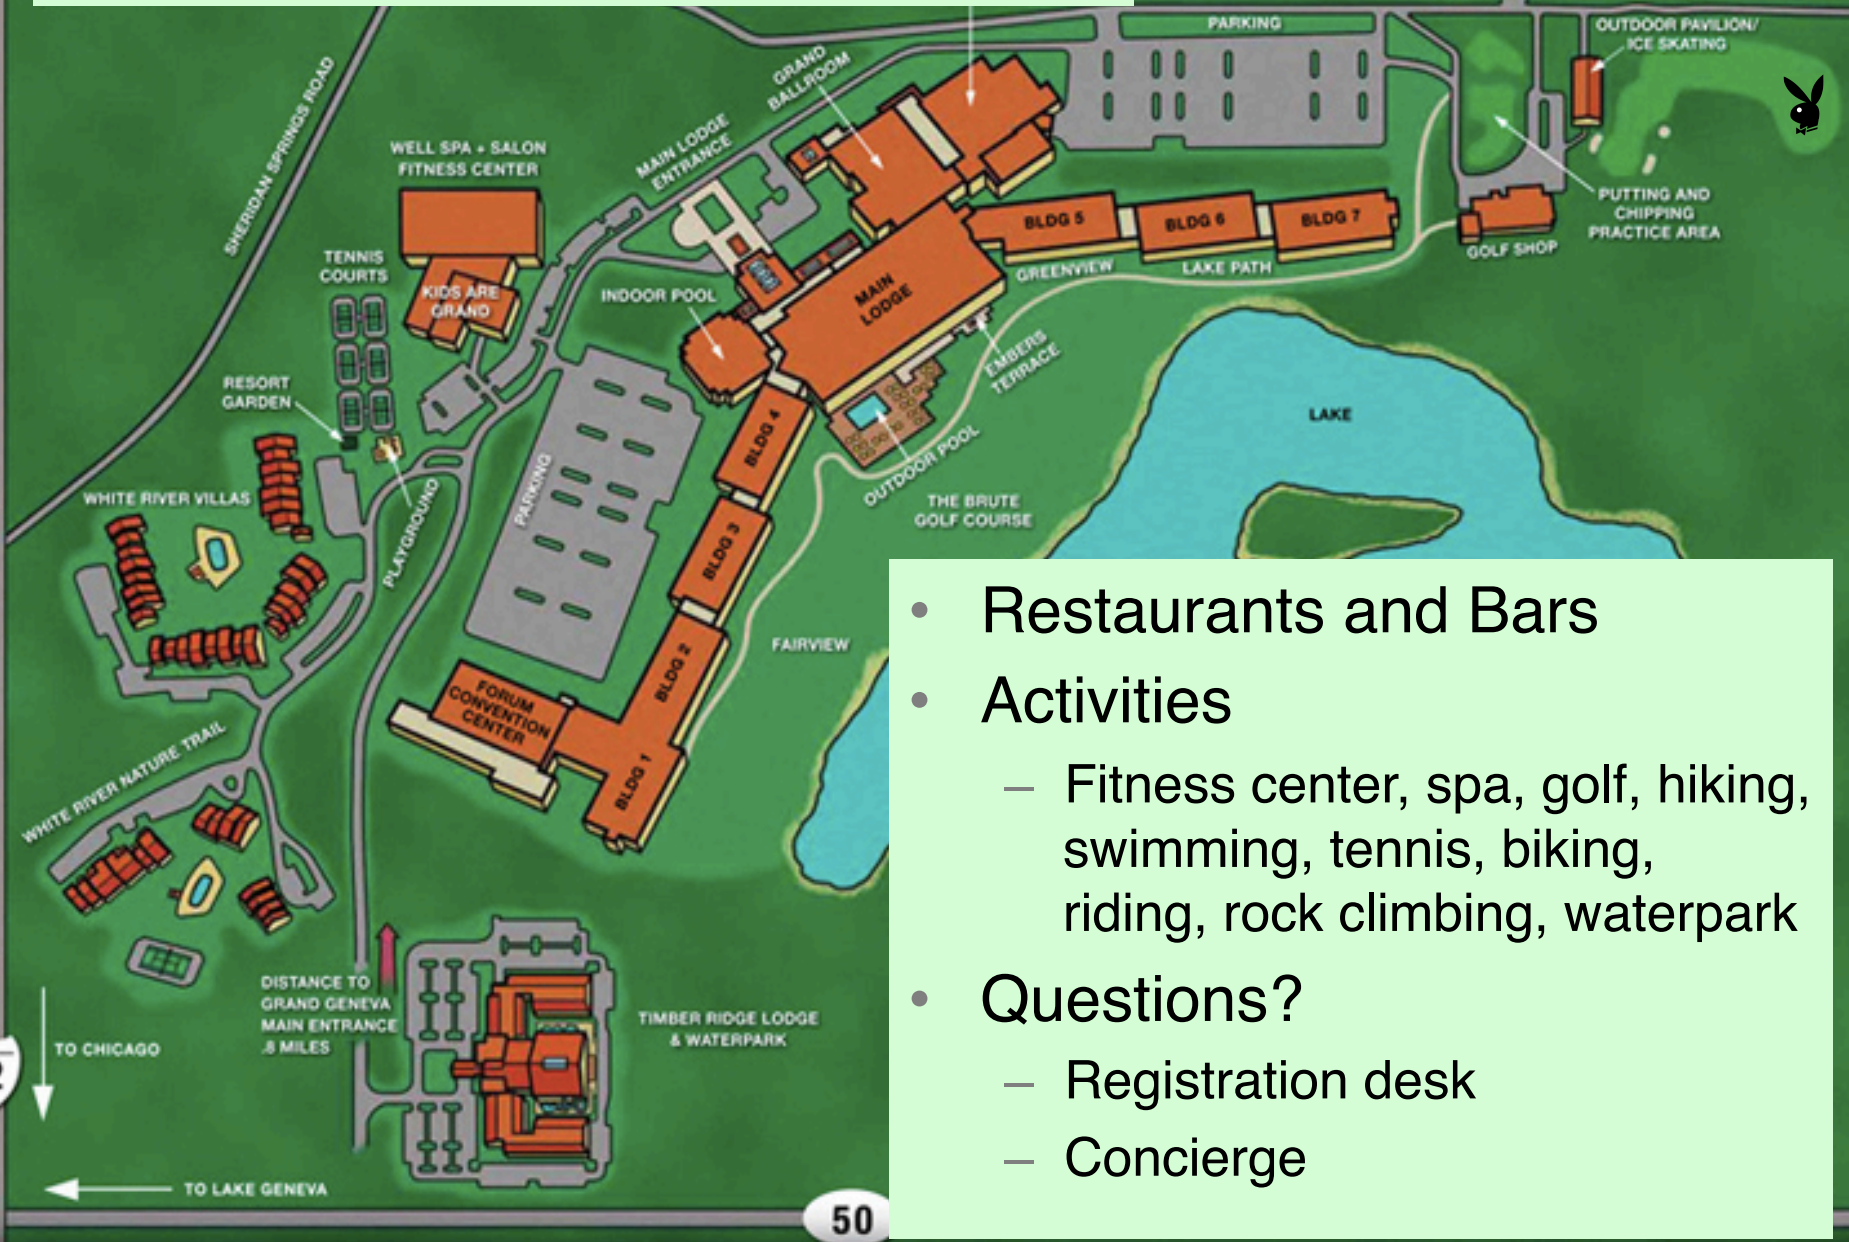 PARKING
OUTDOOR PAVILION/
ICE SKATING
GRAND
BALLROOM
SHERIDAN SPRINGS ROAD
MAIN LODGE
ENTRANCE
WELL SPA + SALON
FITNESS CENTER
PUTTING AND
CHIPPING
PRACTICE AREA
BLDG 5
BLDG 6
BLDG 7
GOLF SHOP
TENNIS
COURTS
GREENVIEW
LAKE PATH
KIDS ARE
GRAND
INDOOR POOL
MAIN
LODGE
EMBERS
TERRACE
RESORT
GARDEN
LAKE
BLDG 4
OUTDOOR POOL
PARKING
WHITE RIVER VILLAS
PLAYGROUND
THE BRUTE
GOLF COURSE
BLDG 3
FAIRVIEW
BLDG 2
FORUM
CONVENTION
CENTER
BLDG 1
WHITE RIVER NATURE TRAIL
DISTANCE TO
GRAND GENEVA
MAIN ENTRANCE
.8 MILES
TIMBER RIDGE LODGE
& WATERPARK
TO CHICAGO
TO LAKE GENEVA
50
• Restaurants and Bars
• Activities
– Fitness center, spa, golf, hiking,
swimming, tennis, biking,
riding, rock climbing, waterpark
• Questions?
– Registration desk
– Concierge